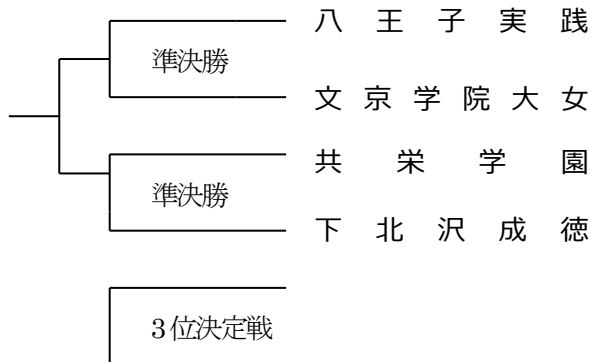 八王子実践
準決勝
文京学院大女
共栄学園
準決勝
下北沢成徳
3位決定戦